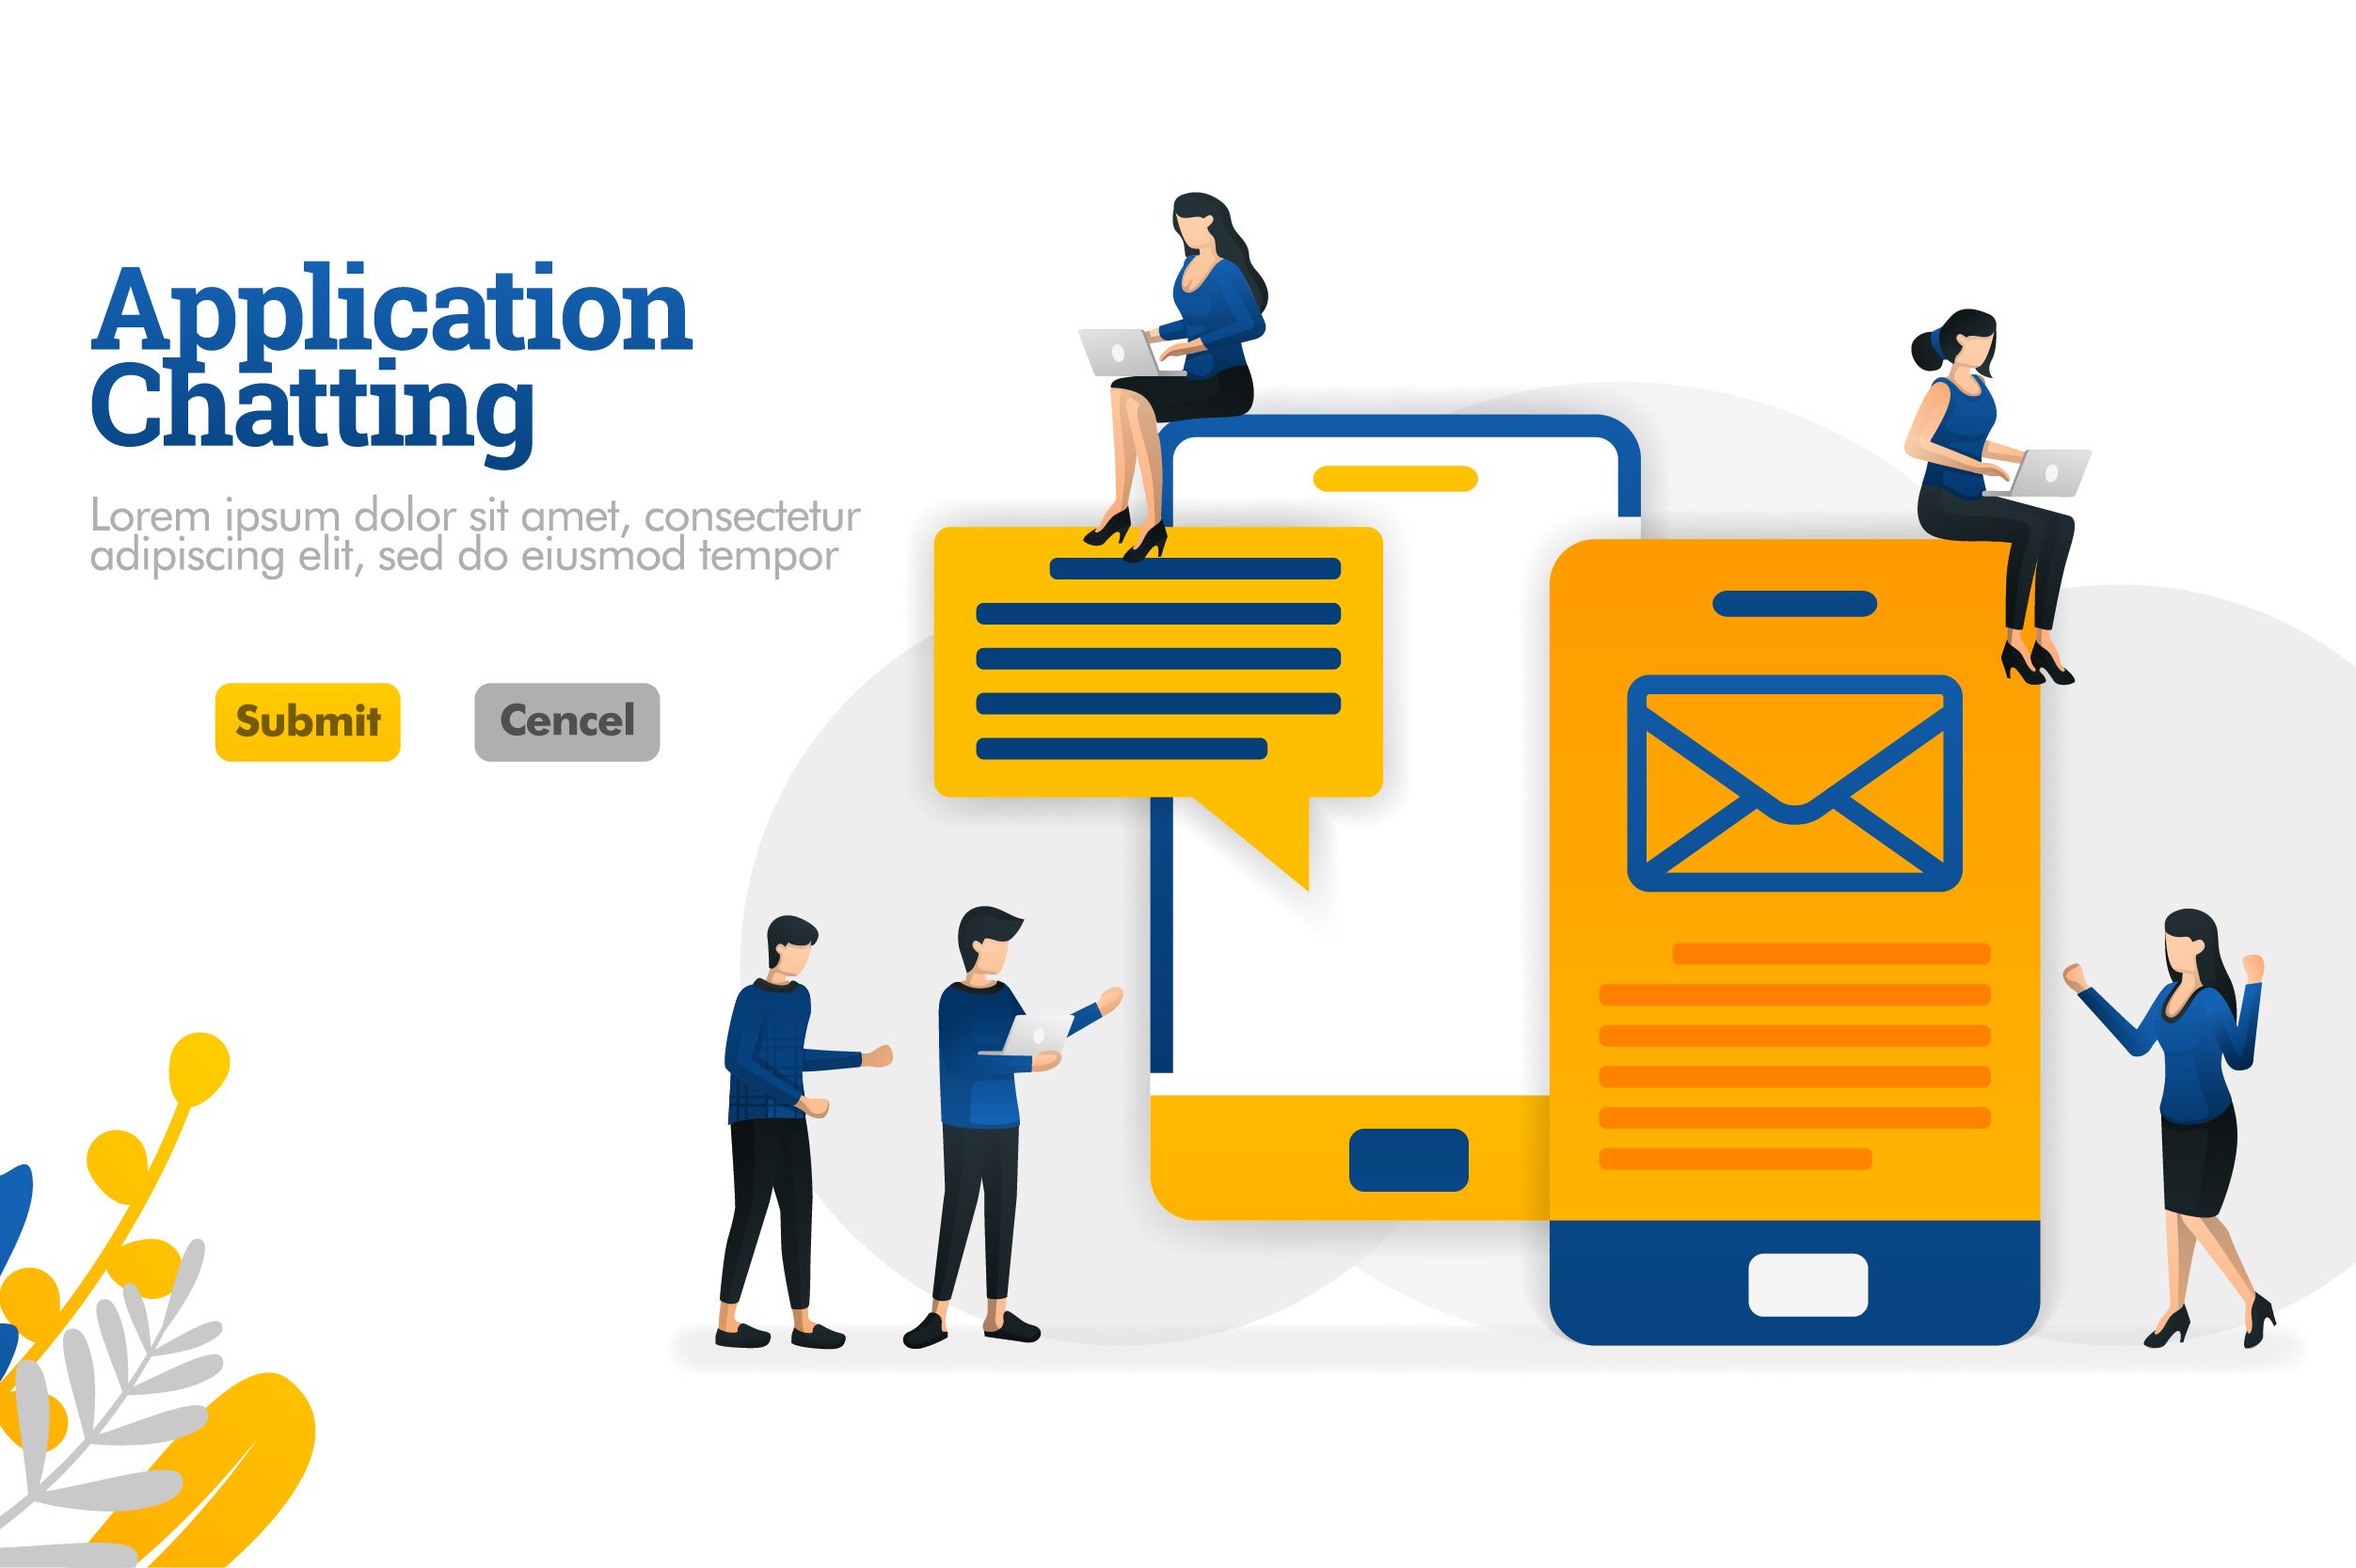 Application
Chatting
Lorem ipsum dolor sit amet, consectetur
adipiscing elit, sed do eiusmod tempor
Submit
Cencel